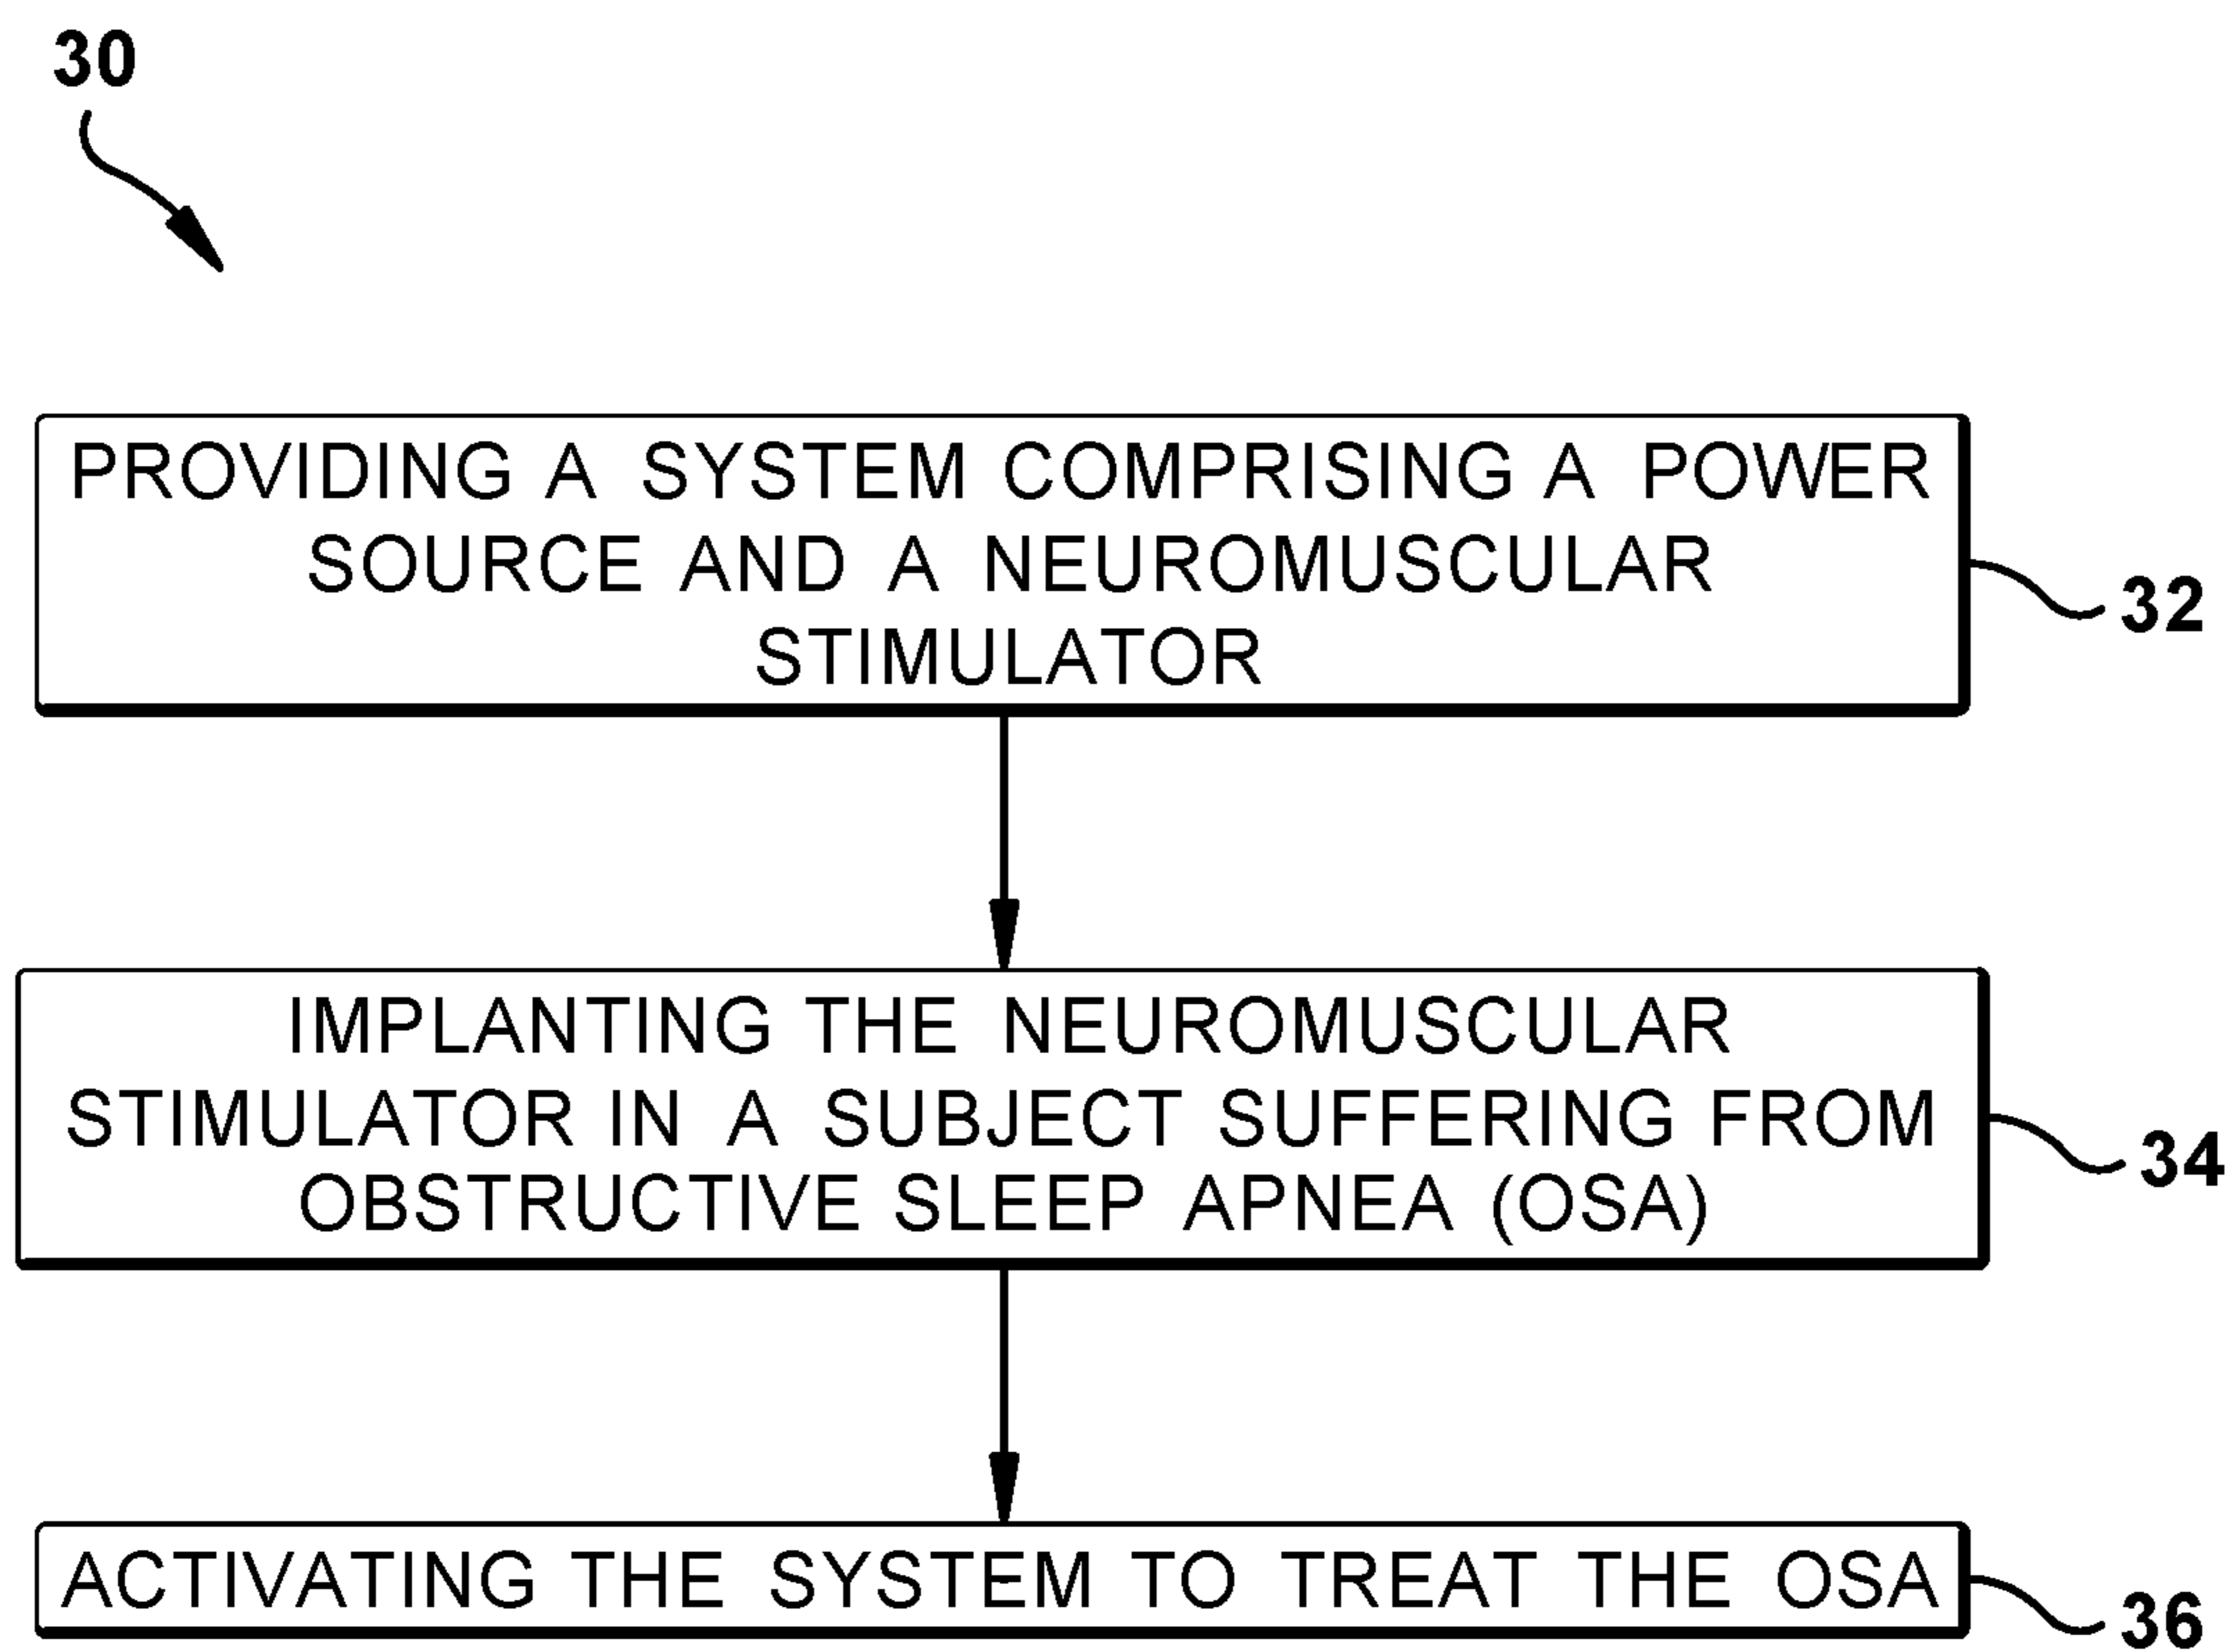 30
PROVIDING A SYSTEM COMPRISING A POWER
SOURCE AND A NEUROMUSCULAR
STIMULATOR
32
IMPLANTING THE NEUROMUSCULAR
STIMULATOR IN A SUBJECT SUFFERING FROM
OBSTRUCTIVE SLEEP APNEA (OSA)
34
ACTIVATING THE SYSTEM TO TREAT THE OSA
36